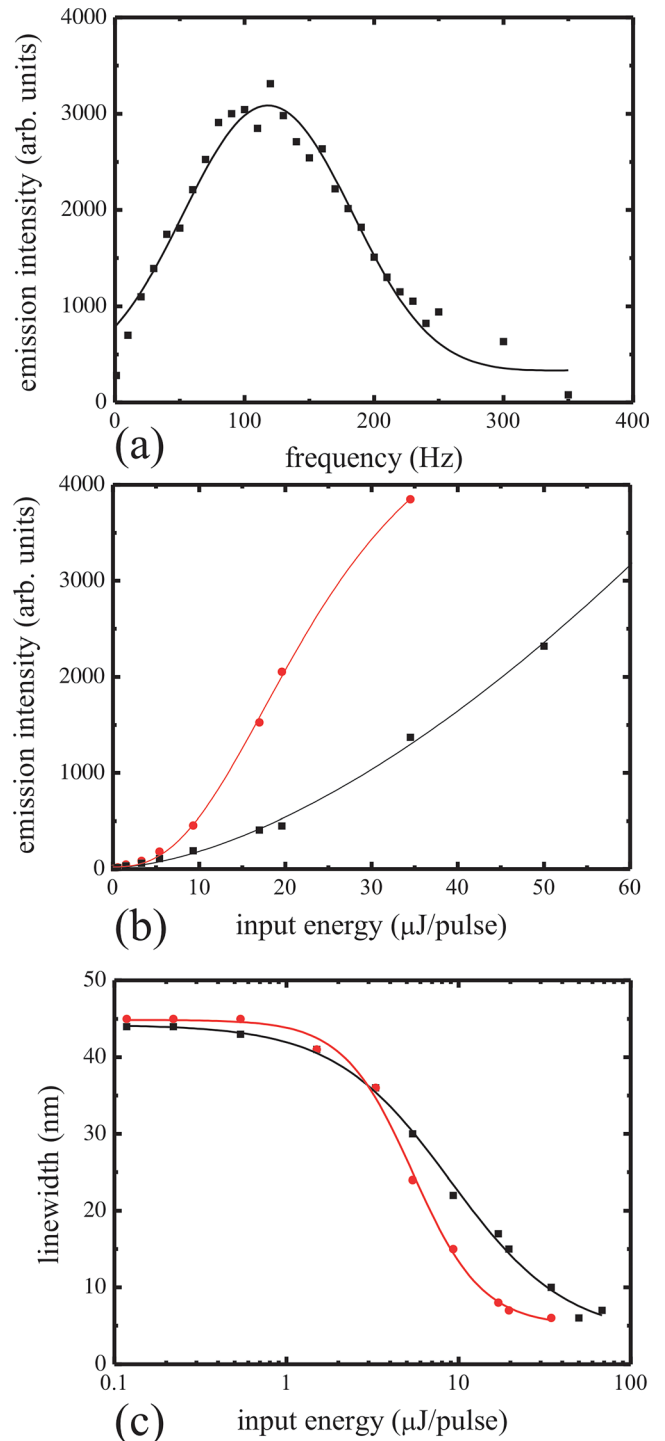 4000
3000
2000
1000
0
emission intensity (arb. units)
0 100 200 300 400
(a)
frequency (Hz)
4000
3000
2000
1000
0
emission intensity (arb. units)
0 10 20 30 40 50 60
(b)
input energy (μJ/pulse)
50
40
30
20
10
0
linewidth (nm)
0.1 1 10 100
(c)
input energy (μJ/pulse)